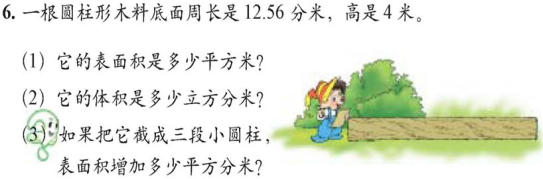 6. 一根圆柱形木料底面周长是12.56分米，高是4米。
(1) 它的表面积是多少平方米?
(2) 它的体积是多少立方分米?
(3) 如果把它截成三段小圆柱，
表面积增加多少平方分米?